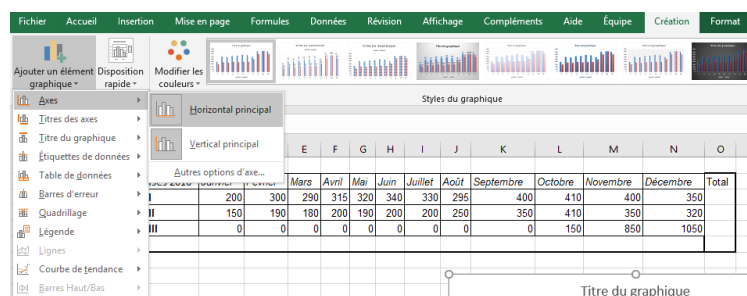 Fichier Accueil Insertion Mise en page Formules Données Révision Affichage Compléments Aide Équipe Création Format
Ajouter un élément graphique
Disposition rapide
Modifier les couleurs
Styles du graphique
Axes
Titres des axes
Titre du graphique
Étiquettes de données
Table de données
Barres d'erreur
Quadrillage
Légende
Lignes
Courbe de tendance
Barres Haut/Bas
Horizontal principal
Vertical principal
Autres options d'axe...
E F G H I J K L M N O
Mars Avril Mai Juin Juillet Août Septembre Octobre Novembre Décembre Total
I 200 300 290 315 320 340 330 295 400 410 400 350
II 150 190 180 200 190 200 200 250 350 410 350 320
III 0 0 0 0 0 0 0 0 0 150 850 1050
Titre du graphique